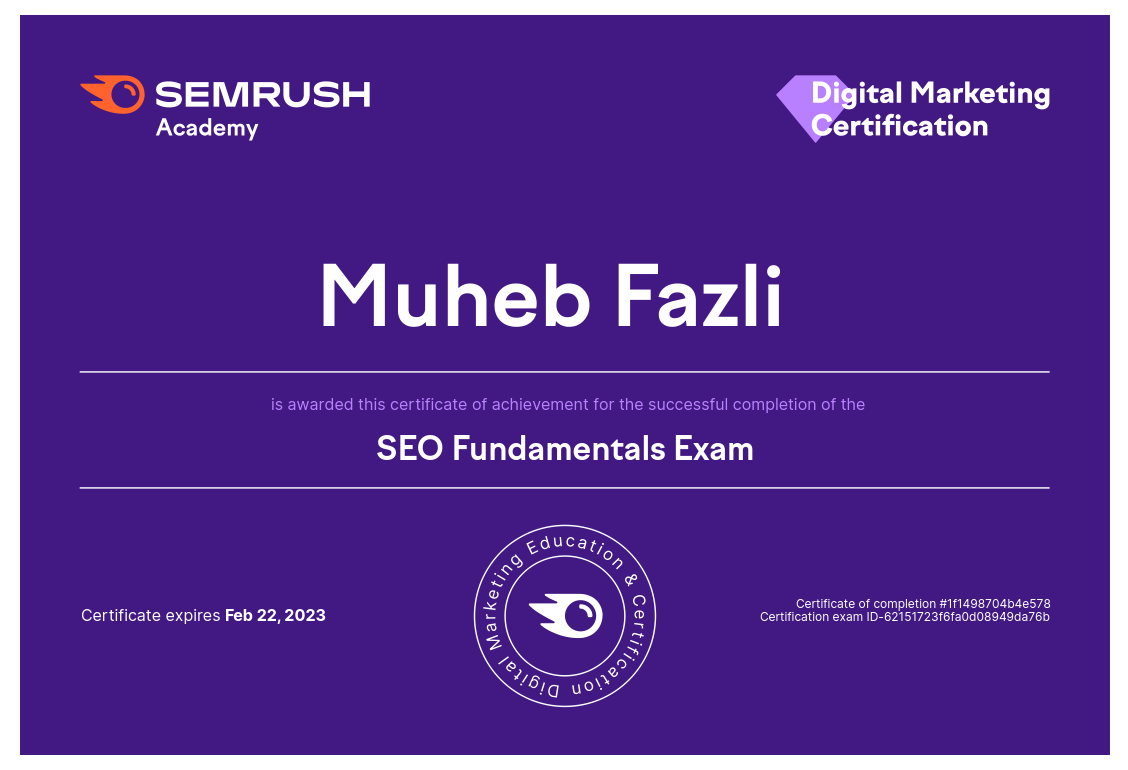 SEMRUSH
Academy
Digital Marketing
Certification
Muheb Fazli
is awarded this certificate of achievement for the successful completion of the
SEO Fundamentals Exam
Certificate expires Feb 22, 2023
Digital Marketing Education & Certification
Certificate of completion #1f1498704b4e578
Certification exam ID-62151723f6fa0d08949da76b